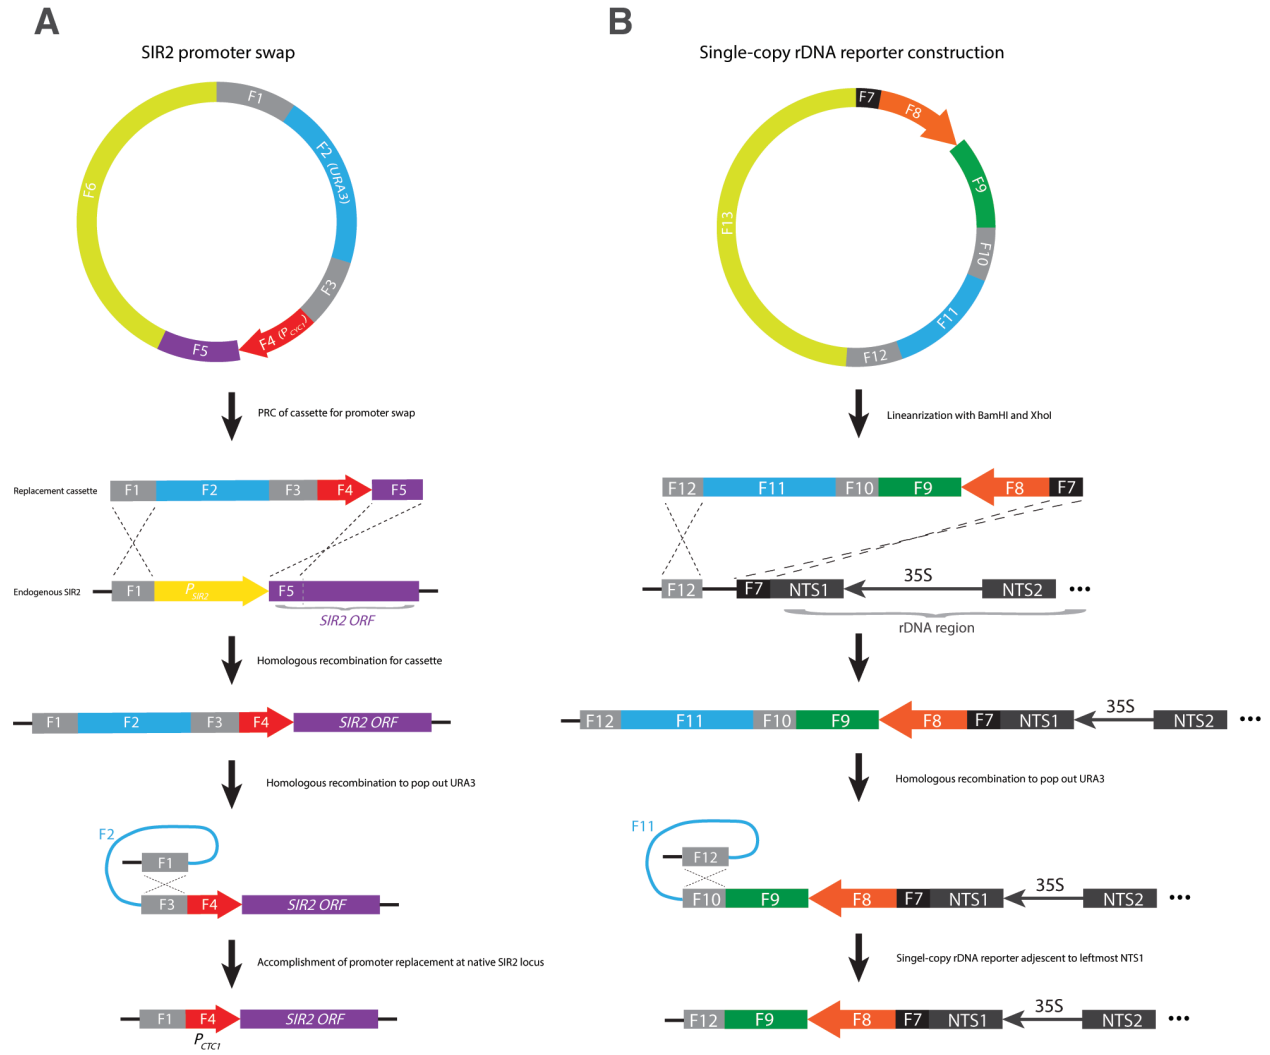 A
SIR2 promoter swap
F1
F2 (URA3)
F3
F4 (PCYC1)
F5
F6
PRC of cassette for promoter swap
Replacement cassette
F1 F2 F3 F4 F5
Endogenous SIR2
F1 PSIR2 F5
SIR2 ORF
Homologous recombination for cassette
F1 F2 F3 F4 SIR2 ORF
Homologous recombination to pop out URA3
F2
F1
F3 F4 SIR2 ORF
Accomplishment of promoter replacement at native SIR2 locus
F1 F4 SIR2 ORF
PCTC1
B
Single-copy rDNA reporter construction
F7
F8
F9
F10
F11
F12
F13
Lineanrization with BamHI and XhoI
F12 F11 F10 F9 F8 F7
F12 F7 NTS1 35S NTS2 •••
rDNA region
F12 F11 F10 F9 F8 F7 NTS1 35S NTS2 •••
Homologous recombination to pop out URA3
F11
F12
F10 F9 F8 F7 NTS1 35S NTS2 •••
Singel-copy rDNA reporter adjescent to leftmost NTS1
F12 F9 F8 F7 NTS1 35S NTS2 •••